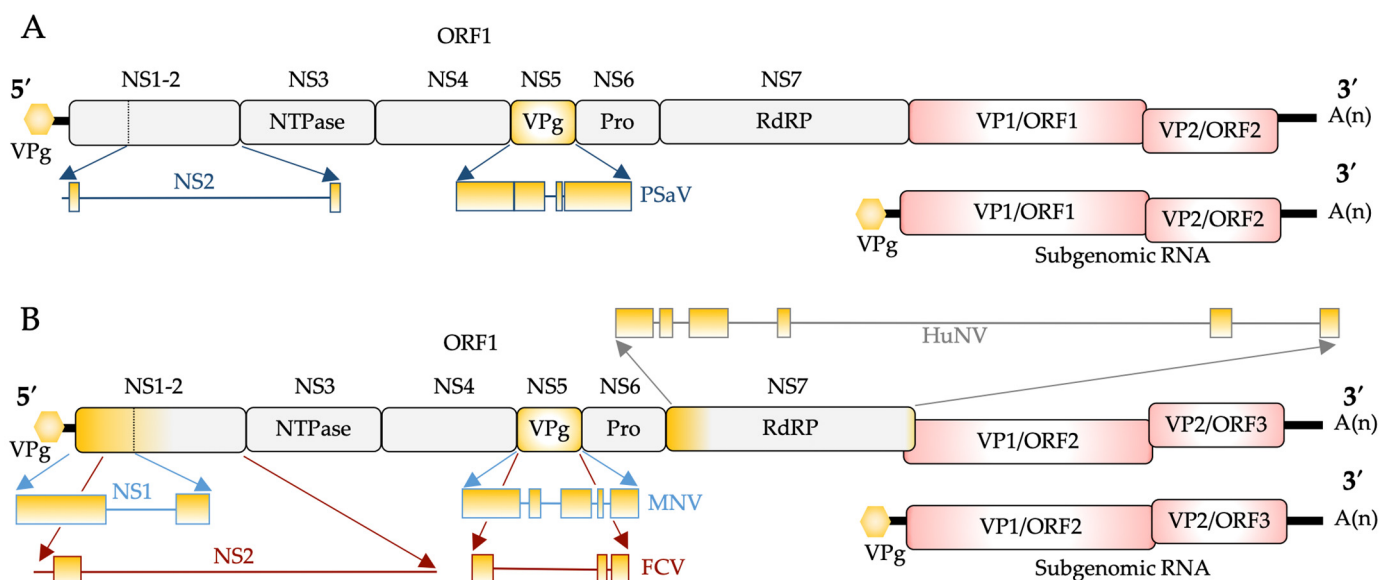 A
ORF1
5′ NS1-2 NS3 NS4 NS5 NS6 NS7 3′
VPg NTPase VPg Pro RdRP VP1/ORF1 VP2/ORF2 A(n)
NS2 PSaV
3′
VPg VP1/ORF1 VP2/ORF2 A(n)
Subgenomic RNA
B
HuNV
ORF1
5′ NS1-2 NS3 NS4 NS5 NS6 NS7 3′
VPg NTPase VPg Pro RdRP VP1/ORF2 VP2/ORF3 A(n)
NS1 MNV
3′
VPg VP1/ORF2 VP2/ORF3 A(n)
NS2 FCV
Subgenomic RNA